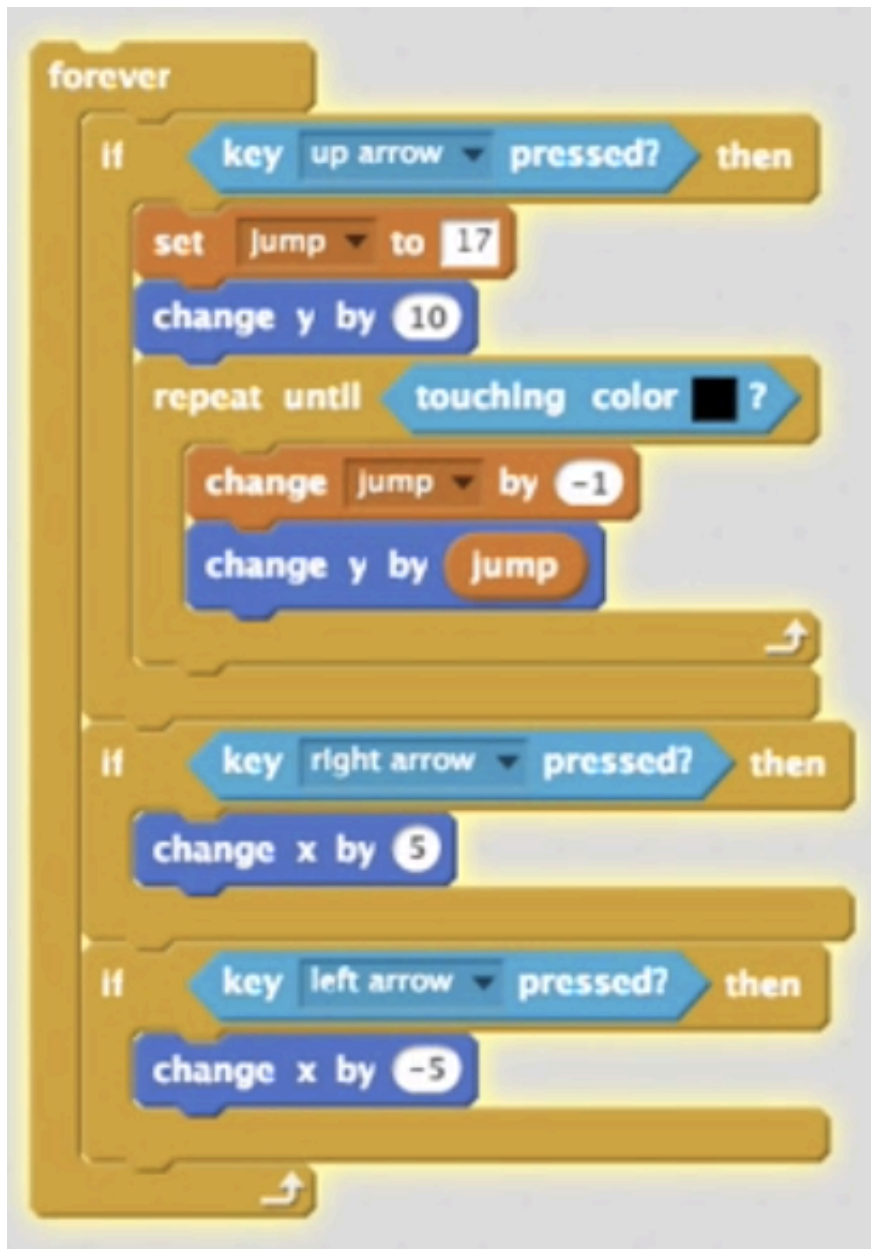 forever
if key up arrow pressed? then
set jump to 17
change y by 10
repeat until touching color ?
change jump by -1
change y by jump
if key right arrow pressed? then
change x by 5
if key left arrow pressed? then
change x by -5